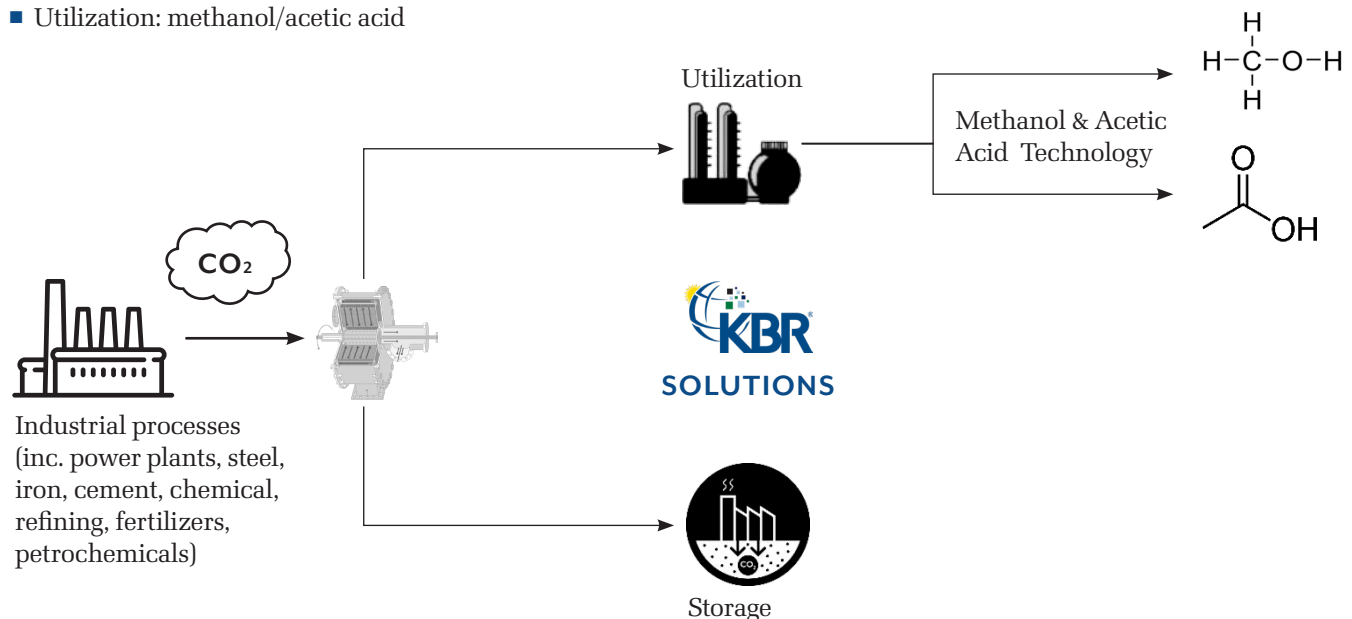 ■ Utilization: methanol/acetic acid
Utilization
Methanol & Acetic
Acid Technology
H
H-C-O-H
H
O
OH
CO₂
KBR®
SOLUTIONS
Industrial processes
(inc. power plants, steel,
iron, cement, chemical,
refining, fertilizers,
petrochemicals)
CO₂
Storage